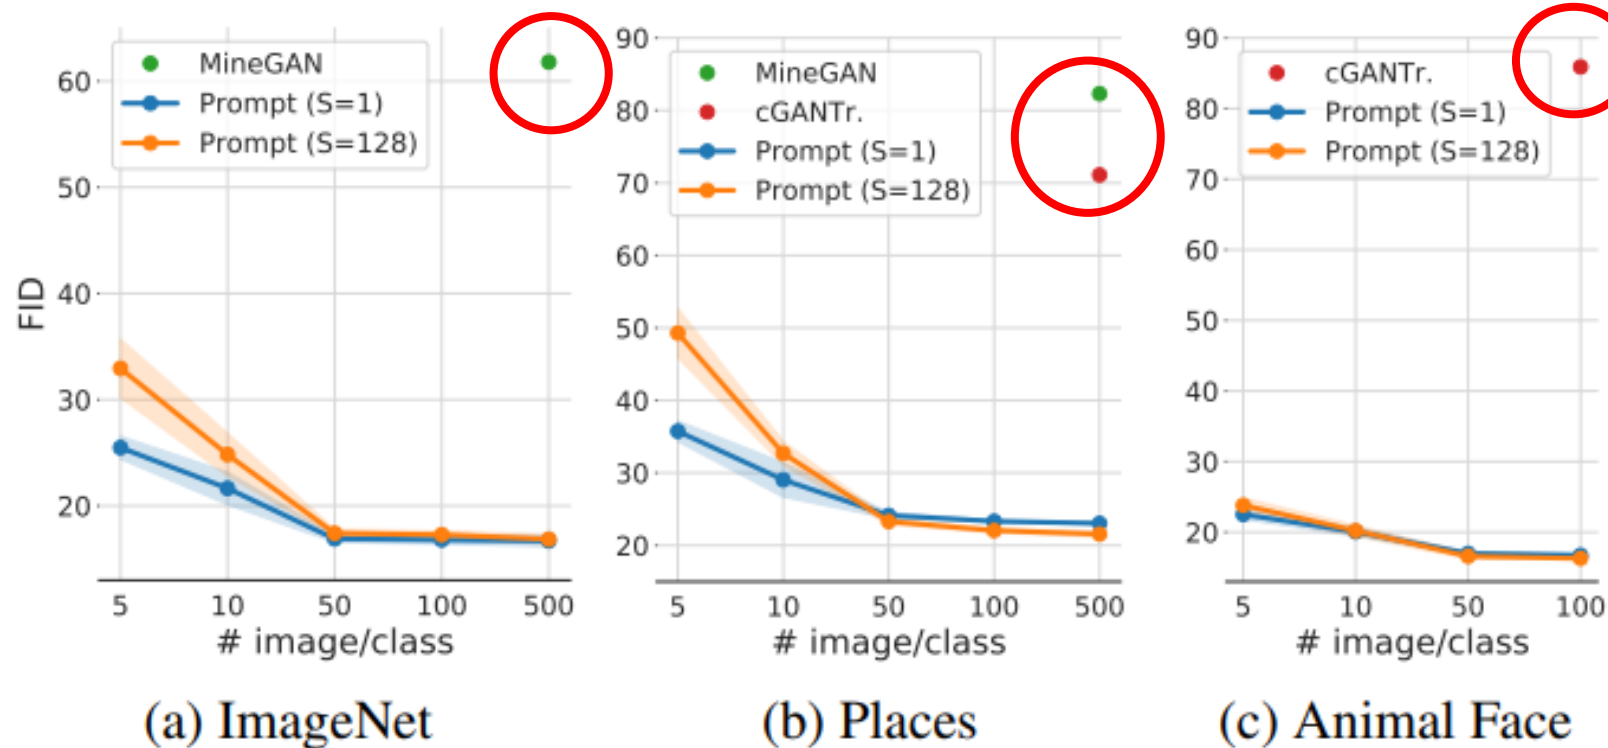 FID
60
50
40
30
20
MineGAN
Prompt (S=1)
Prompt (S=128)
5 10 50 100 500
# image/class
(a) ImageNet
90
80
70
60
50
40
30
20
MineGAN
cGANTr.
Prompt (S=1)
Prompt (S=128)
5 10 50 100 500
# image/class
(b) Places
90
80
70
60
50
40
30
20
cGANTr.
Prompt (S=1)
Prompt (S=128)
5 10 50 100
# image/class
(c) Animal Face